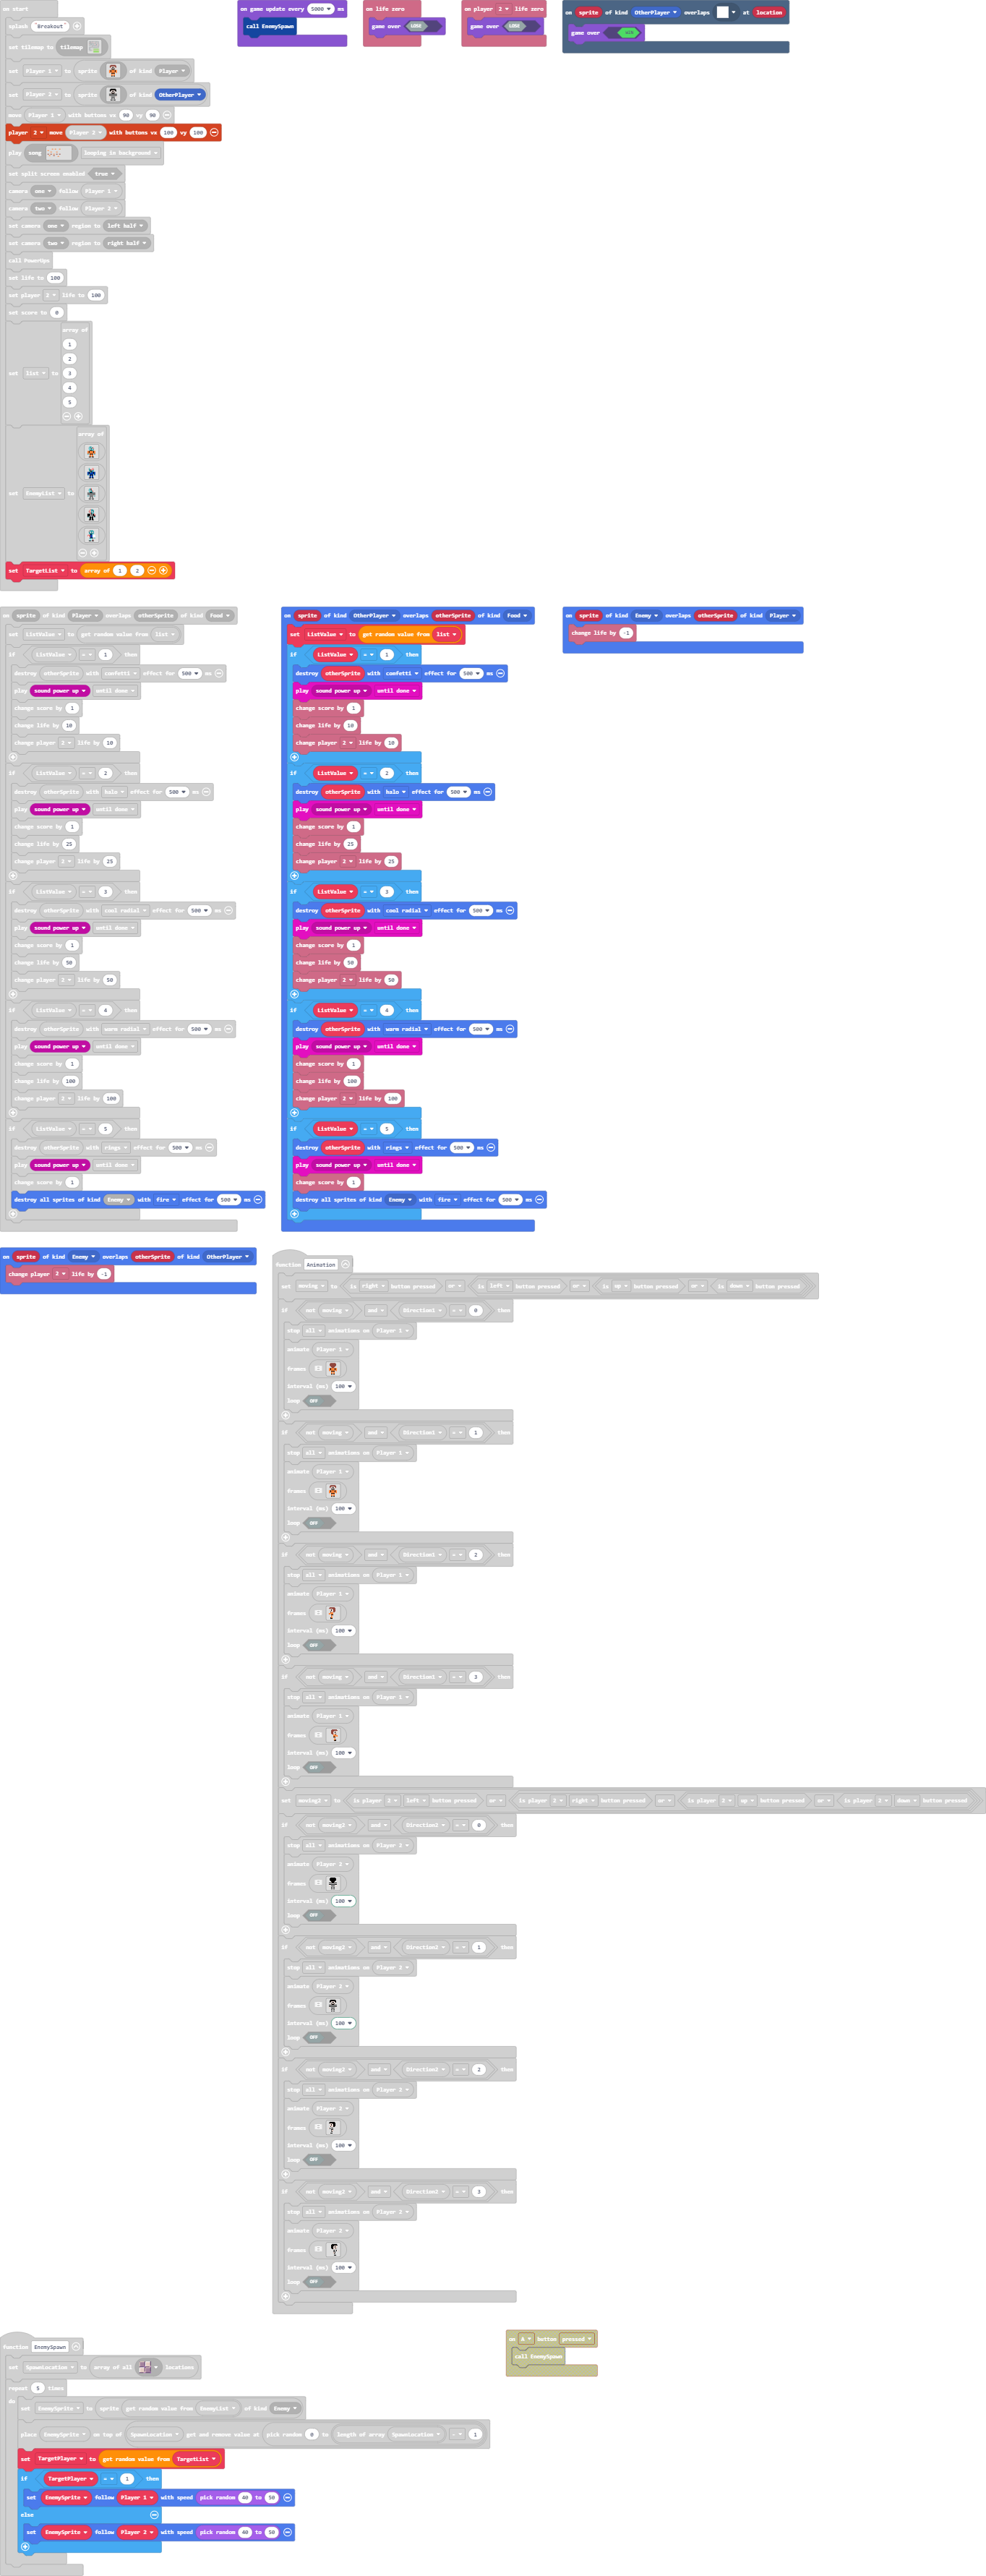 on start
splash "Breakout"
set tilemap to tilemap
set Player 1 to sprite of kind Player
set Player 2 to sprite of kind OtherPlayer
move Player 1 with buttons vx 90 vy 90
player 2 move Player 2 with buttons vx 100 vy 100
play song looping in background
set split screen enabled true
camera one follow Player 1
camera two follow Player 2
set camera one region to left half
set camera two region to right half
call PowerUps
set life to 100
set player 2 life to 100
set score to 0
set list to array of
1
2
3
4
5
set EnemyList to array of
set TargetList to array of 1 2
on game update every 5000 ms
call EnemySpawn
on life zero
game over LOSE
on player 2 life zero
game over LOSE
on sprite of kind OtherPlayer overlaps at location
game over WIN
on sprite of kind Player overlaps otherSprite of kind Food
set ListValue to get random value from list
if ListValue = 1 then
destroy otherSprite with confetti effect for 500 ms
play sound power up until done
change score by 1
change life by 10
change player 2 life by 10
if ListValue = 2 then
destroy otherSprite with halo effect for 500 ms
play sound power up until done
change score by 1
change life by 25
change player 2 life by 25
if ListValue = 3 then
destroy otherSprite with cool radial effect for 500 ms
play sound power up until done
change score by 1
change life by 50
change player 2 life by 50
if ListValue = 4 then
destroy otherSprite with warm radial effect for 500 ms
play sound power up until done
change score by 1
change life by 100
change player 2 life by 100
if ListValue = 5 then
destroy otherSprite with rings effect for 500 ms
play sound power up until done
change score by 1
destroy all sprites of kind Enemy with fire effect for 500 ms
on sprite of kind OtherPlayer overlaps otherSprite of kind Food
set ListValue to get random value from list
if ListValue = 1 then
destroy otherSprite with confetti effect for 500 ms
play sound power up until done
change score by 1
change life by 10
change player 2 life by 10
if ListValue = 2 then
destroy otherSprite with halo effect for 500 ms
play sound power up until done
change score by 1
change life by 25
change player 2 life by 25
if ListValue = 3 then
destroy otherSprite with cool radial effect for 500 ms
play sound power up until done
change score by 1
change life by 50
change player 2 life by 50
if ListValue = 4 then
destroy otherSprite with warm radial effect for 500 ms
play sound power up until done
change score by 1
change life by 100
change player 2 life by 100
if ListValue = 5 then
destroy otherSprite with rings effect for 500 ms
play sound power up until done
change score by 1
destroy all sprites of kind Enemy with fire effect for 500 ms
on sprite of kind Enemy overlaps otherSprite of kind Player
change life by -1
on sprite of kind Enemy overlaps otherSprite of kind OtherPlayer
change player 2 life by -1
function Animation
set moving to is right button pressed or is left button pressed or is up button pressed or is down button pressed
if not moving and Direction1 = 0 then
stop all animations on Player 1
animate Player 1
frames
interval (ms) 100
loop OFF
if not moving and Direction1 = 1 then
stop all animations on Player 1
animate Player 1
frames
interval (ms) 100
loop OFF
if not moving and Direction1 = 2 then
stop all animations on Player 1
animate Player 1
frames
interval (ms) 100
loop OFF
if not moving and Direction1 = 3 then
stop all animations on Player 1
animate Player 1
frames
interval (ms) 100
loop OFF
set moving2 to is player 2 left button pressed or is player 2 right button pressed or is player 2 up button pressed or is player 2 down button pressed
if not moving2 and Direction2 = 0 then
stop all animations on Player 2
animate Player 2
frames
interval (ms) 100
loop OFF
if not moving2 and Direction2 = 1 then
stop all animations on Player 2
animate Player 2
frames
interval (ms) 100
loop OFF
if not moving2 and Direction2 = 2 then
stop all animations on Player 2
animate Player 2
frames
interval (ms) 100
loop OFF
if not moving2 and Direction2 = 3 then
stop all animations on Player 2
animate Player 2
frames
interval (ms) 100
loop OFF
function EnemySpawn
set SpawnLocation to array of all locations
repeat times
do
set EnemySprite to sprite get random value from EnemyList of kind Enemy
place EnemySprite on top of SpawnLocation get and remove value at pick random 0 to length of array SpawnLocation - 1
set TargetPlayer to get random value from TargetList
if TargetPlayer = 1 then
set EnemySprite follow Player 1 with speed pick random 40 to 50
else
set EnemySprite follow Player 2 with speed pick random 40 to 50
on A button pressed
call EnemySpawn